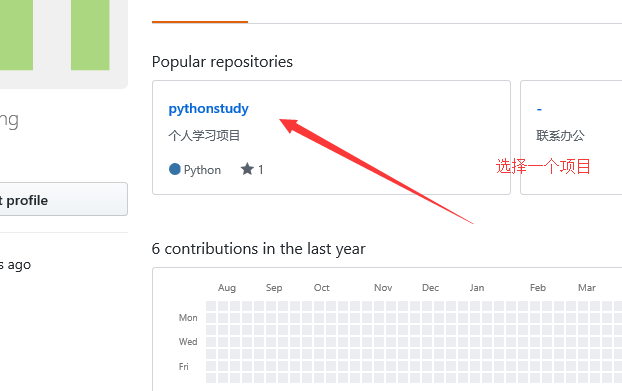 Popular repositories
pythonstudy
个人学习项目
Python ★ 1
-
联系办公
选择一个项目
ng
t profile
s ago
6 contributions in the last year
Aug Sep Oct Nov Dec Jan Feb Mar
Mon
Wed
Fri